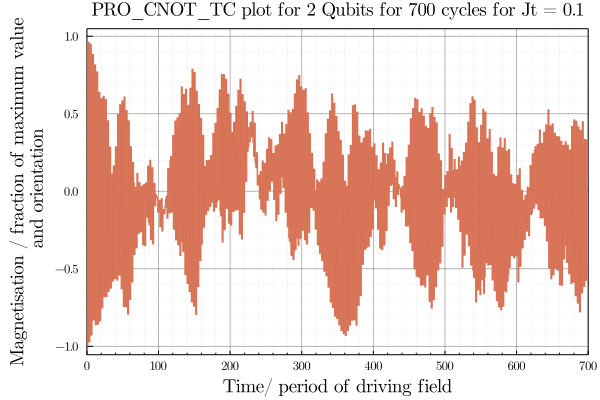 PRO_CNOT_TC plot for 2 Qubits for 700 cycles for Jt = 0.1
Magnetisation / fraction of maximum value
and orientation
1.0
0.5
0.0
−0.5
−1.0
0 100 200 300 400 500 600 700
Time/ period of driving field